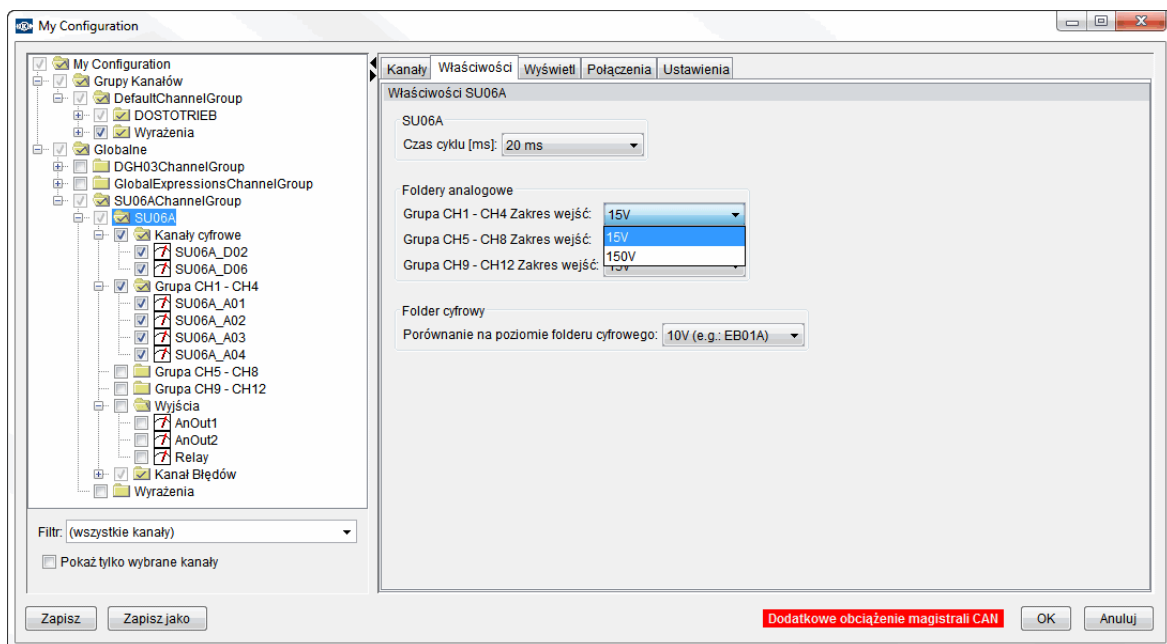 My Configuration
My Configuration
Grupy Kanałów
DefaultChannelGroup
DOSTOTRIEB
Wyrażenia
Globalne
DGH03ChannelGroup
GlobalExpressionsChannelGroup
SU06AChannelGroup
SU06A
Kanały cyfrowe
SU06A_D02
SU06A_D06
Grupa CH1 - CH4
SU06A_A01
SU06A_A02
SU06A_A03
SU06A_A04
Grupa CH5 - CH8
Grupa CH9 - CH12
Wyjścia
AnOut1
AnOut2
Relay
Kanał Błędów
Wyrażenia
Filtr: (wszystkie kanały)
Pokaż tylko wybrane kanały
Kanały Właściwości Wyświetl Połączenia Ustawienia
Właściwości SU06A
SU06A
Czas cyklu [ms]: 20 ms
Foldery analogowe
Grupa CH1 - CH4 Zakres wejść: 15V
Grupa CH5 - CH8 Zakres wejść: 15V
150V
Grupa CH9 - CH12 Zakres wejść: 15V
Folder cyfrowy
Porównanie na poziomie folderu cyfrowego: 10V (e.g.: EB01A)
Zapisz Zapisz jako Dodatkowe obciążenie magistrali CAN OK Anuluj